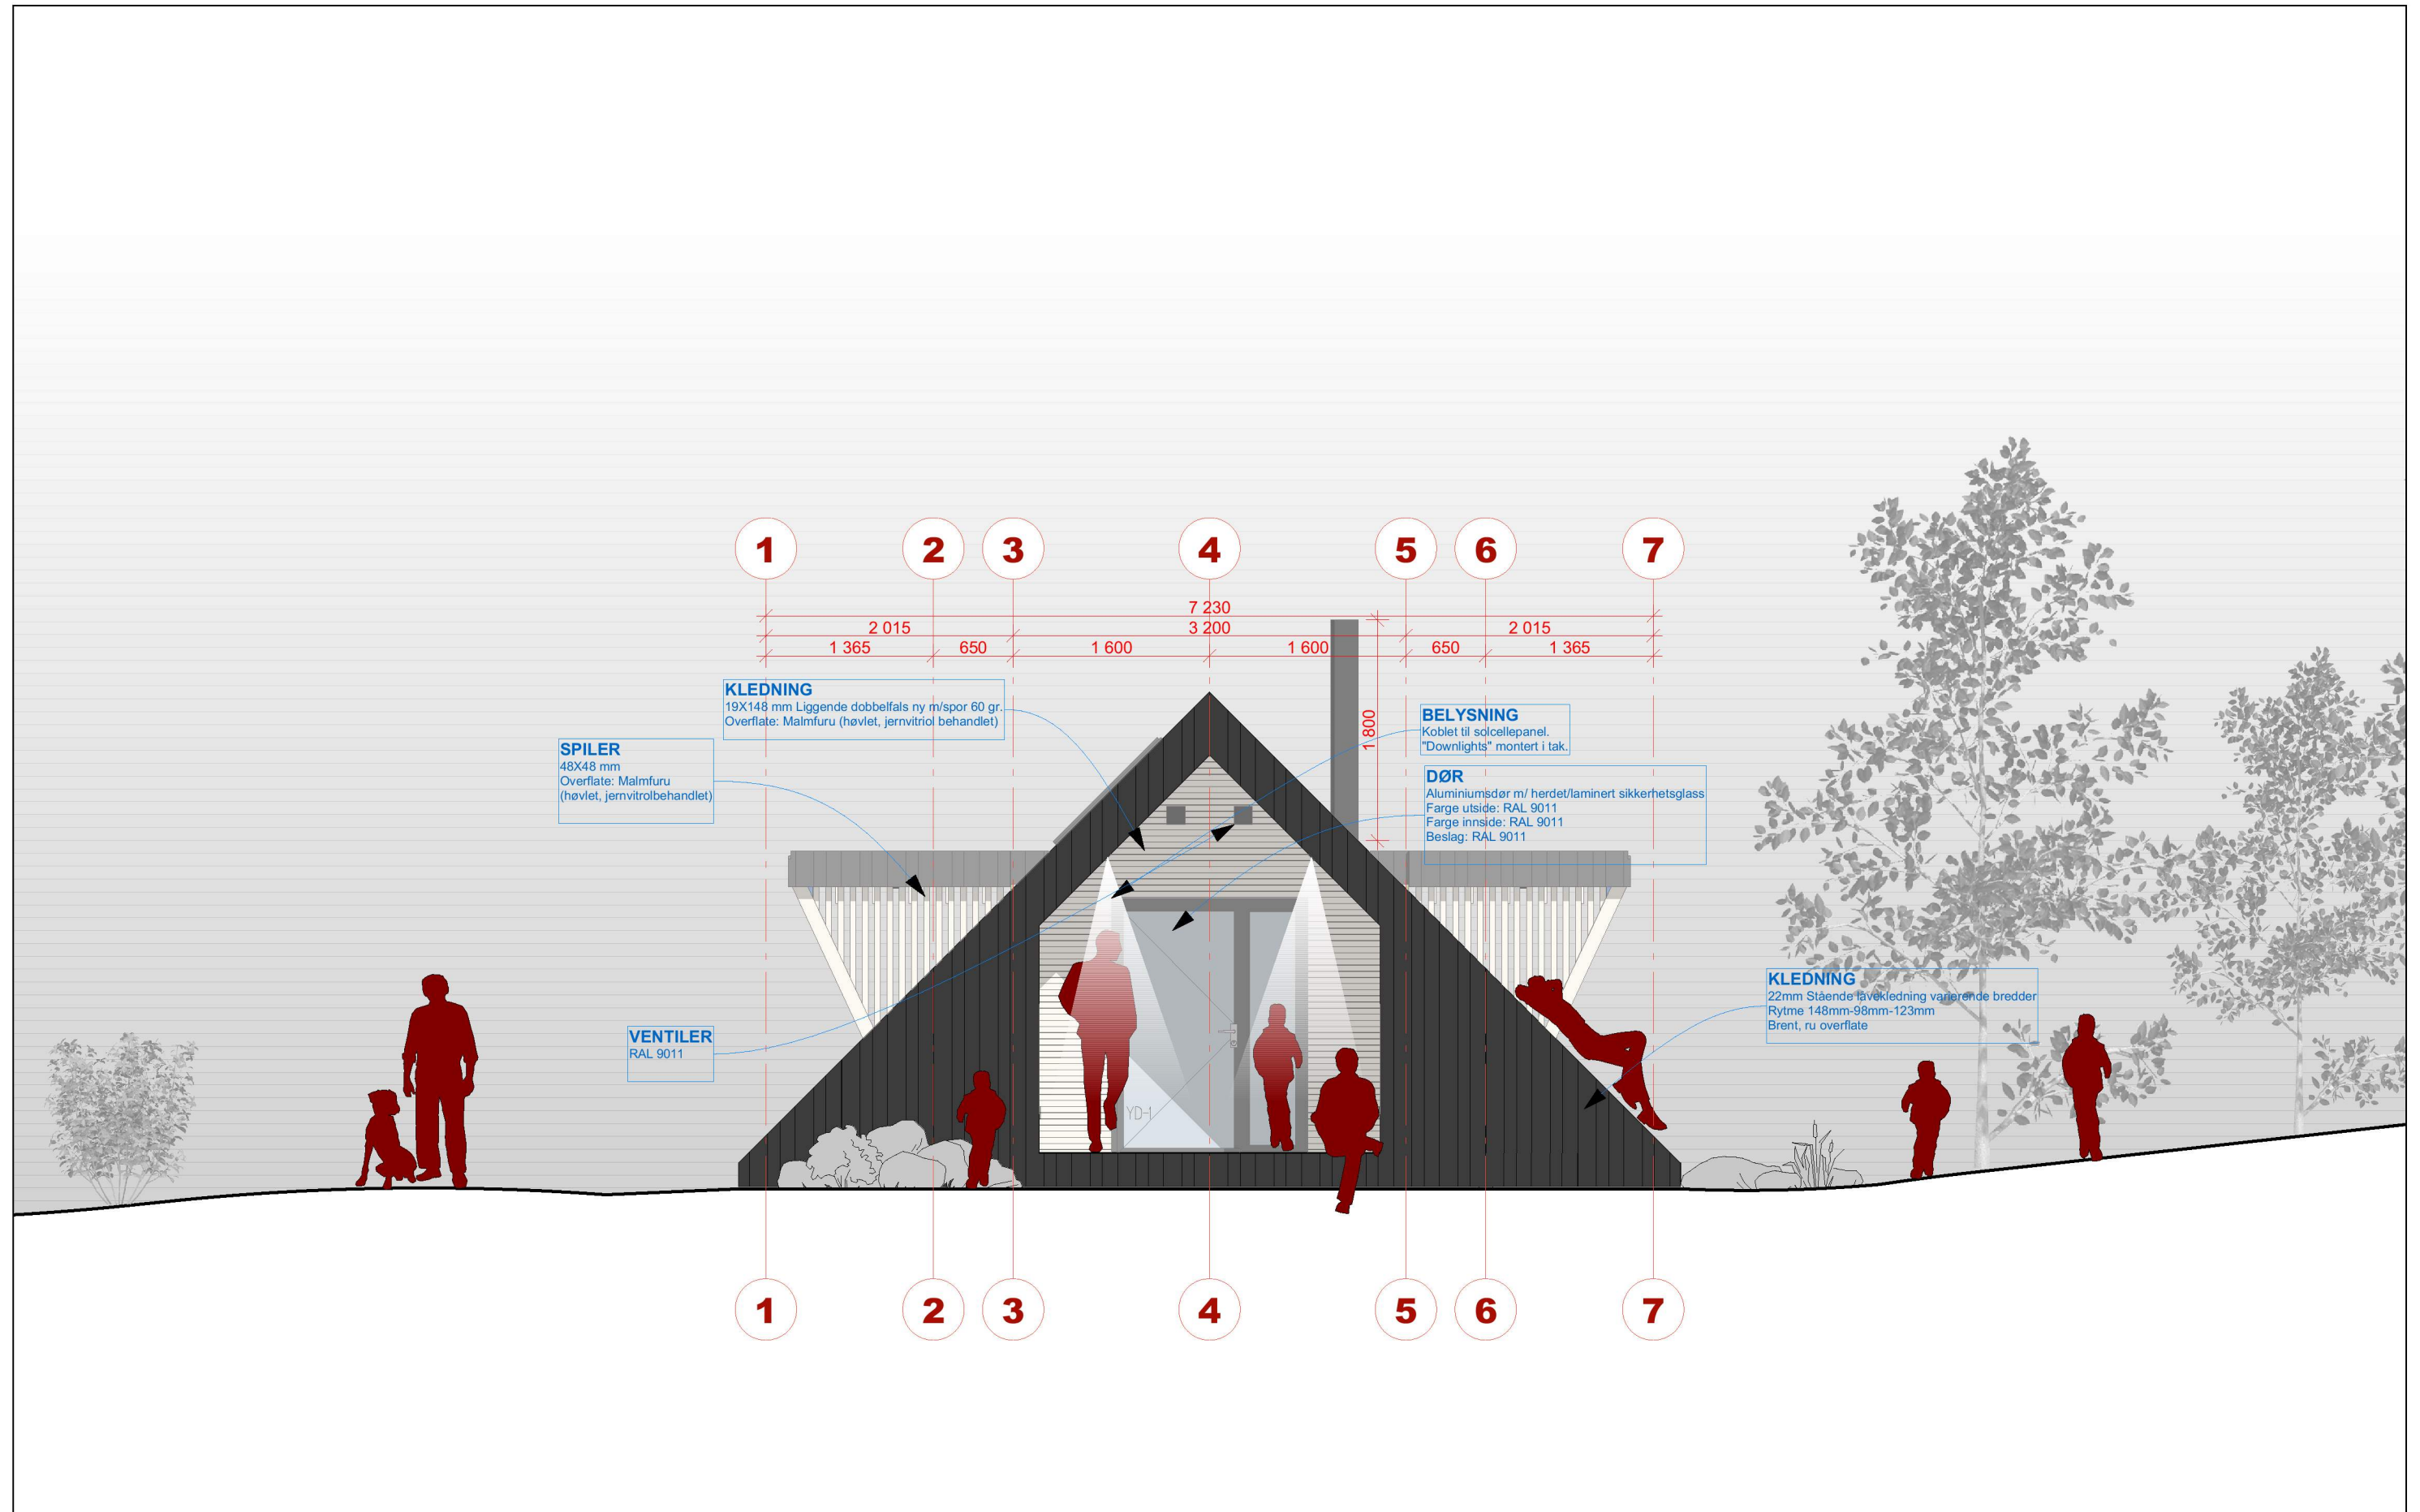 1 2 3 4 5 6 7
7 230
2 015 3 200 2 015
1 365 650 1 600 1 600 650 1 365
1 800
KLEDNING
19X148 mm Liggende dobbelfals ny m/spor 60 gr.
Overflate: Malmfuru (høvlet, jernvitriol behandlet)
BELYSNING
Koblet til solcellepanel.
"Downlights" montert i tak.
SPILER
48X48 mm
Overflate: Malmfuru
(høvlet, jernvitrolbehandlet)
DØR
Aluminiumsdør m/ herdet/laminert sikkerhetsglass
Farge utside: RAL 9011
Farge innside: RAL 9011
Beslag: RAL 9011
KLEDNING
22mm Stående låvekledning varierende bredder
Rytme 148mm-98mm-123mm
Brent, ru overflate
VENTILER
RAL 9011
YD-1
1 2 3 4 5 6 7